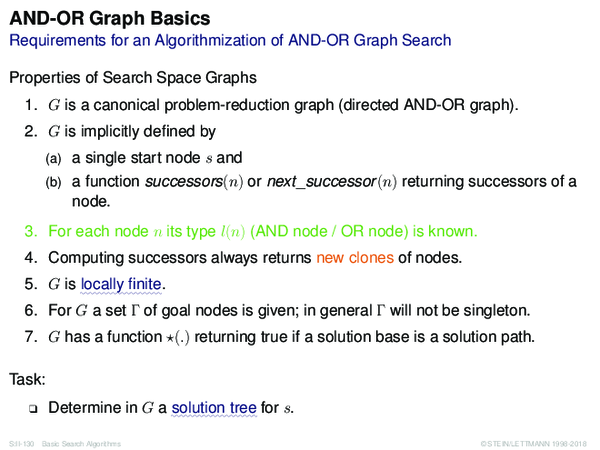 AND-OR Graph Basics
Requirements for an Algorithmization of AND-OR Graph Search
Properties of Search Space Graphs
1. G is a canonical problem-reduction graph (directed AND-OR graph).
2. G is implicitly defined by
(a) a single start node s and
(b) a function successors(n) or next_successor(n) returning successors of a
node.
3. For each node n its type l(n) (AND node / OR node) is known.
4. Computing successors always returns new clones of nodes.
5. G is locally finite.
6. For G a set Γ of goal nodes is given; in general Γ will not be singleton.
7. G has a function ⋆(.) returning true if a solution base is a solution path.
Task:
❑ Determine in G a solution tree for s.
S:II-130 Basic Search Algorithms ©STEIN/LETTMANN 1998-2018